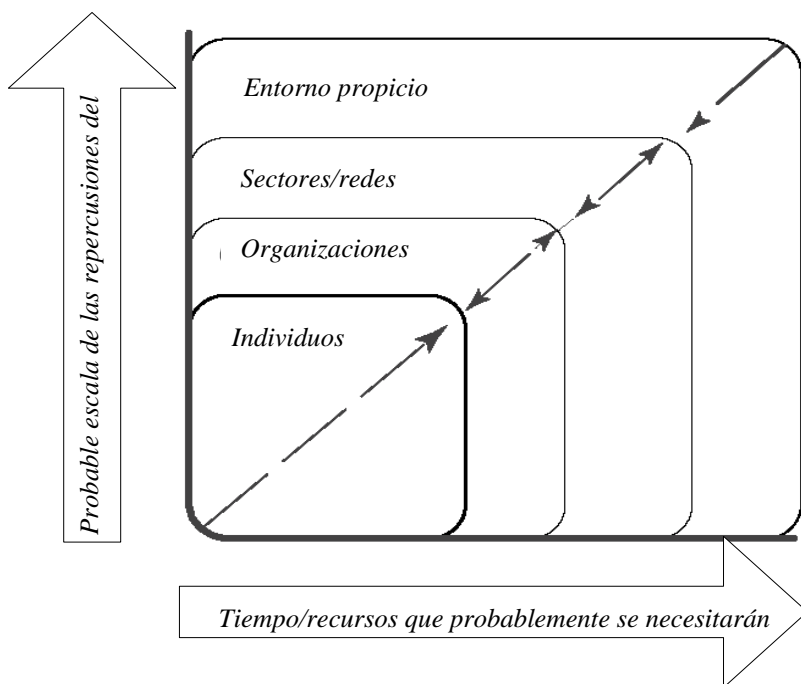 Probable escala de las repercusiones del
Entorno propicio
Sectores/redes
Organizaciones
Individuos
Tiempo/recursos que probablemente se necesitarán